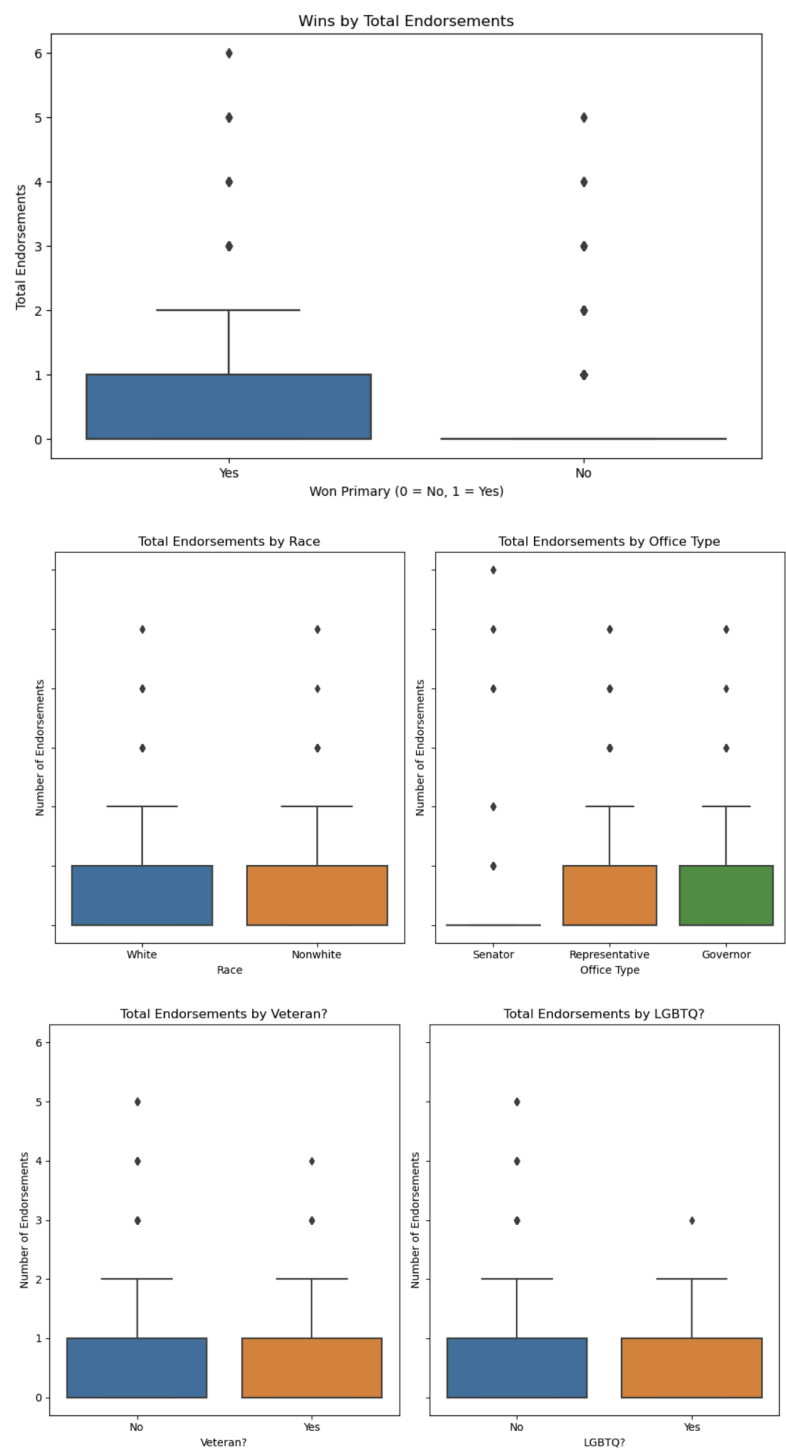 Wins by Total Endorsements
6
5
4
3
2
1
0
Total Endorsements
Yes No
Won Primary (0 = No, 1 = Yes)
Total Endorsements by Race
Number of Endorsements
White Nonwhite
Race
Total Endorsements by Office Type
Number of Endorsements
Senator Representative Governor
Office Type
Total Endorsements by Veteran?
6
5
4
3
2
1
0
Number of Endorsements
No Yes
Veteran?
Total Endorsements by LGBTQ?
Number of Endorsements
No Yes
LGBTQ?